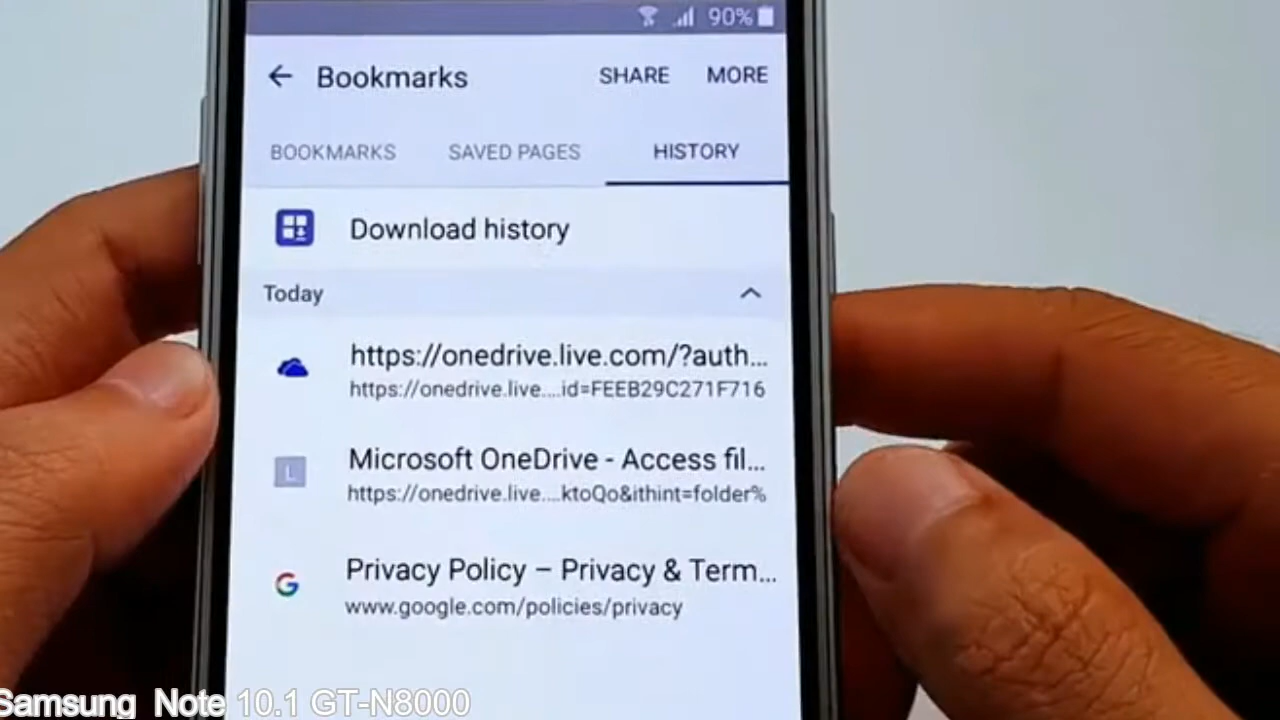 90%
Bookmarks SHARE MORE
BOOKMARKS SAVED PAGES HISTORY
Download history
Today
https://onedrive.live.com/?auth...
https://onedrive.live....id=FEEB29C271F716
L
Microsoft OneDrive - Access fil...
https://onedrive.live....ktoQo&ithint=folder%
Privacy Policy – Privacy & Term...
www.google.com/policies/privacy
Samsung Note 10.1 GT-N8000